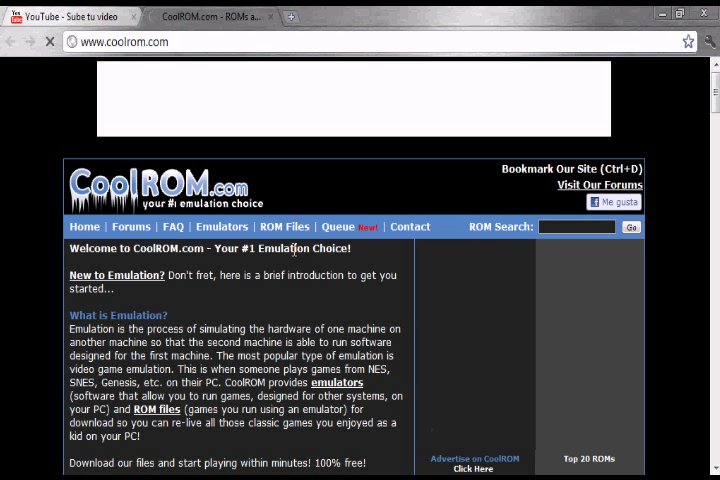 YouTube - Sube tu video
CoolROM.com - ROMs a...
www.coolrom.com
Bookmark Our Site (Ctrl+D)
CoolROM.com
Visit Our Forums
your #1 emulation choice
Me gusta
Home | Forums | FAQ | Emulators | ROM Files | Queue New! | Contact ROM Search: Go
Welcome to CoolROM.com - Your #1 Emulation Choice!
New to Emulation? Don't fret, here is a brief introduction to get you
started...
What is Emulation?
Emulation is the process of simulating the hardware of one machine on
another machine so that the second machine is able to run software
designed for the first machine. The most popular type of emulation is
video game emulation. This is when someone plays games from NES,
SNES, Genesis, etc. on their PC. CoolROM provides emulators
(software that allow you to run games, designed for other systems, on
your PC) and ROM files (games you run using an emulator) for
download so you can re-live all those classic games you enjoyed as a
kid on your PC!
Download our files and start playing within minutes! 100% free!
Advertise on CoolROM
Click Here
Top 20 ROMs